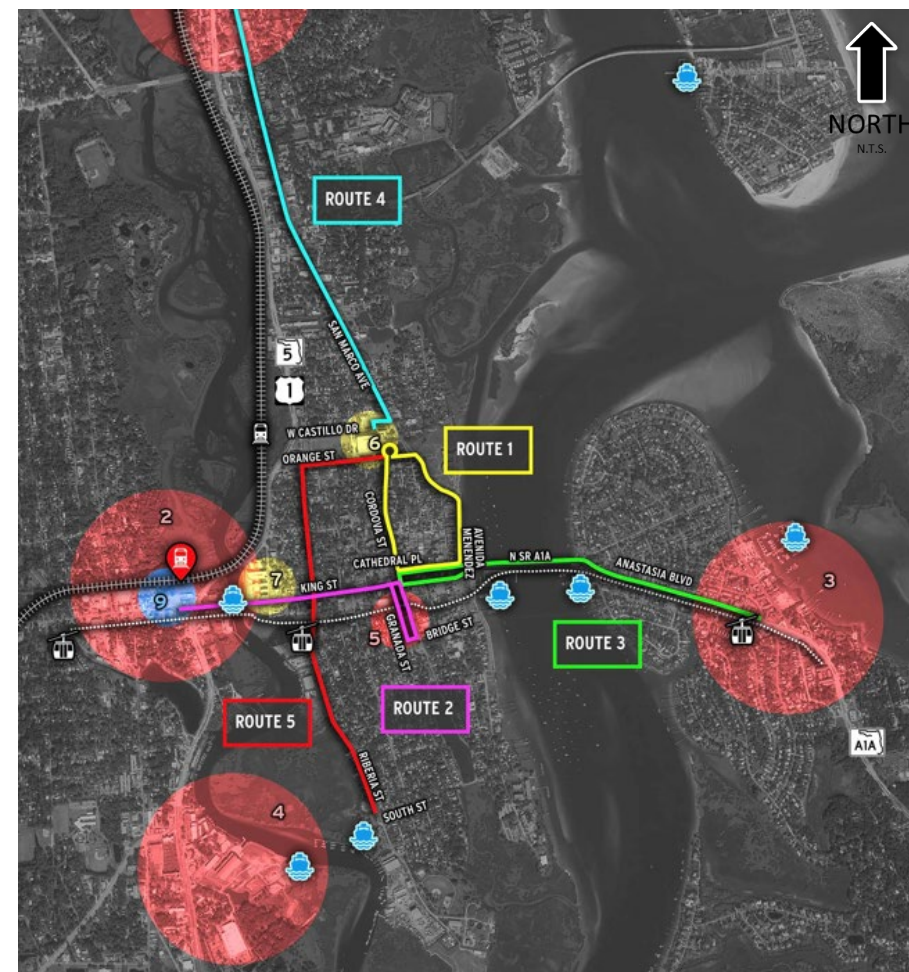 NORTH
N.T.S.
ROUTE 4
SAN MARCO AVE
5
1
W CASTILLO DR
6
ORANGE ST
ROUTE 1
CORDOVA ST
AVENIDA
MENENDEZ
2
CATHEDRAL PL
N SR A1A
ANASTASIA BLVD
3
7
KING ST
9
5
GRANADA ST
BRIDGE ST
ROUTE 3
ROUTE 5
ROUTE 2
A1A
RIBERIA ST
SOUTH ST
4